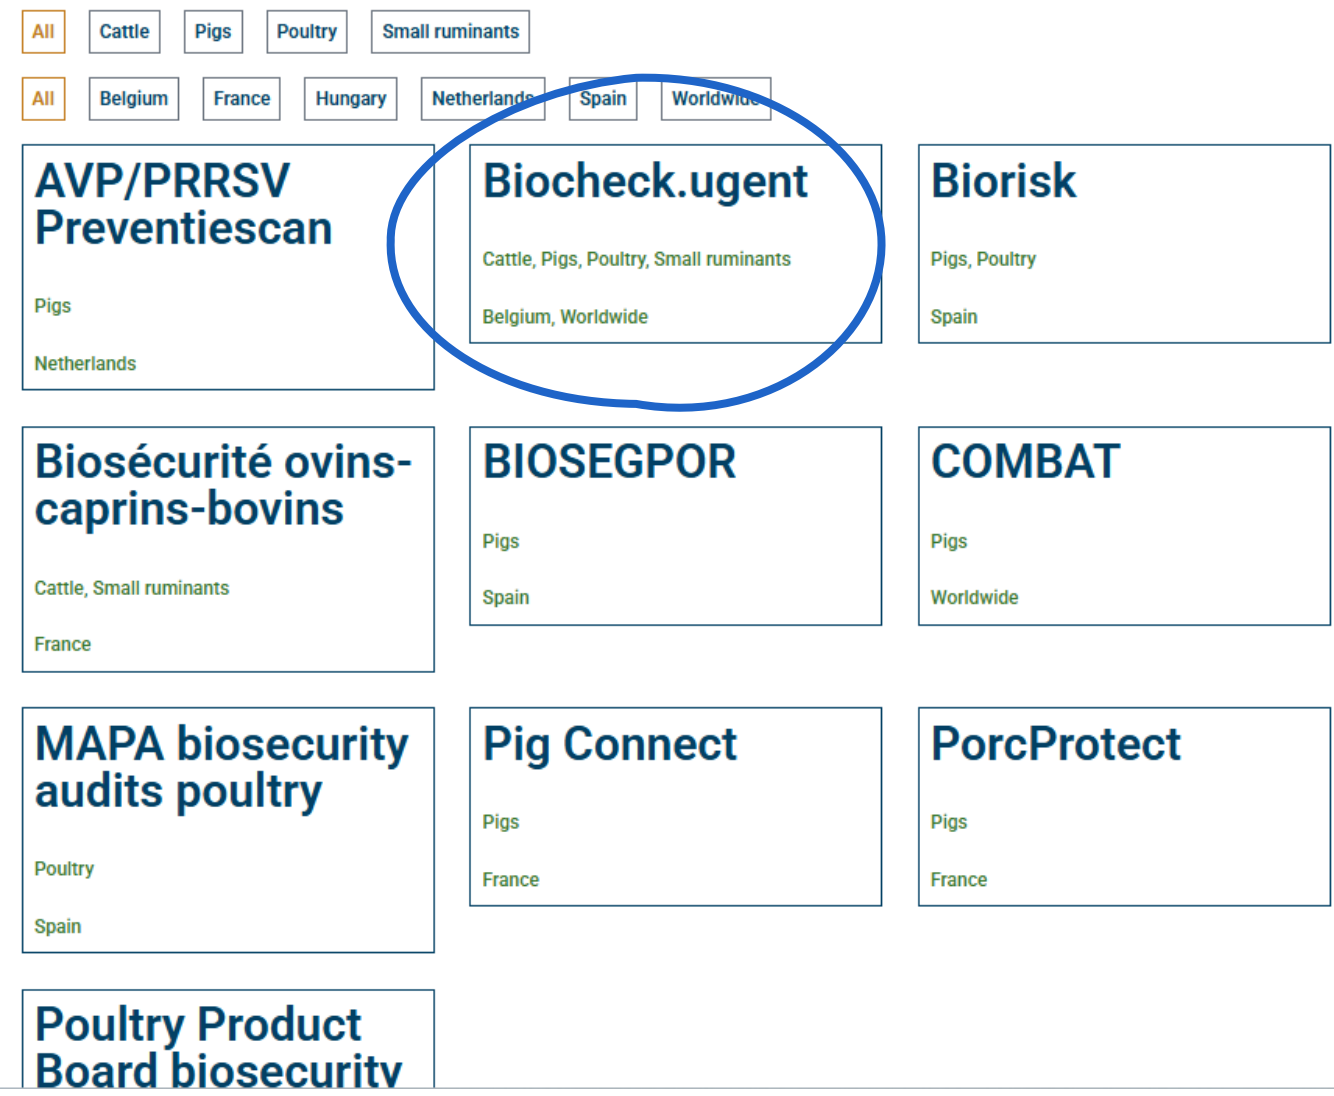 All Cattle Pigs Poultry Small ruminants
All Belgium France Hungary Netherlands Spain Worldwide
AVP/PRRSV
Preventiescan
Pigs
Netherlands
Biocheck.ugent
Cattle, Pigs, Poultry, Small ruminants
Belgium, Worldwide
Biorisk
Pigs, Poultry
Spain
Biosécurité ovins-
caprins-bovins
Cattle, Small ruminants
France
BIOSEGPOR
Pigs
Spain
COMBAT
Pigs
Worldwide
MAPA biosecurity
audits poultry
Poultry
Spain
Pig Connect
Pigs
France
PorcProtect
Pigs
France
Poultry Product
Board biosecurity